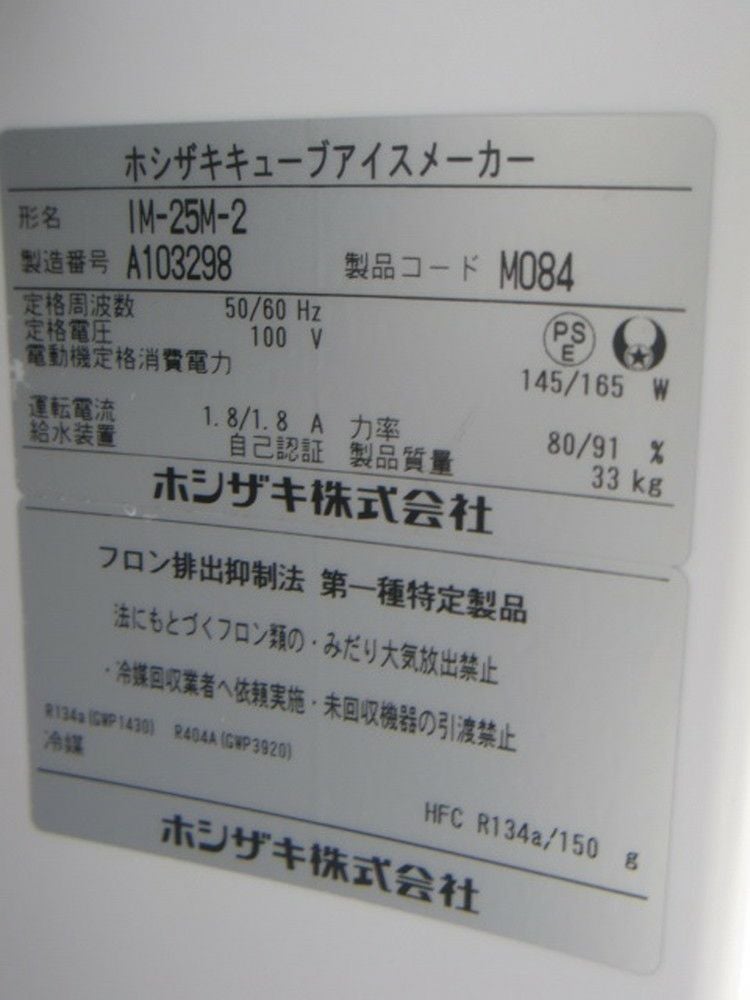 ホシザキキューブアイスメーカー
形名 IM-25M-2
製造番号 A103298 製品コード M084
定格周波数 50/60 Hz
定格電圧 100 V
PS E
電動機定格消費電力 145/165 W
運転電流 1.8/1.8 A 力率 80/91 %
給水装置 自己認証 製品質量 33 kg
ホシザキ株式会社
フロン排出抑制法 第一種特定製品
法にもとづくフロン類の・みだり大気放出禁止
・冷媒回収業者へ依頼実施・未回収機器の引渡禁止
R134a(GWP1430) R404A(GWP3920)
冷媒 HFC R134a/150 g
ホシザキ株式会社